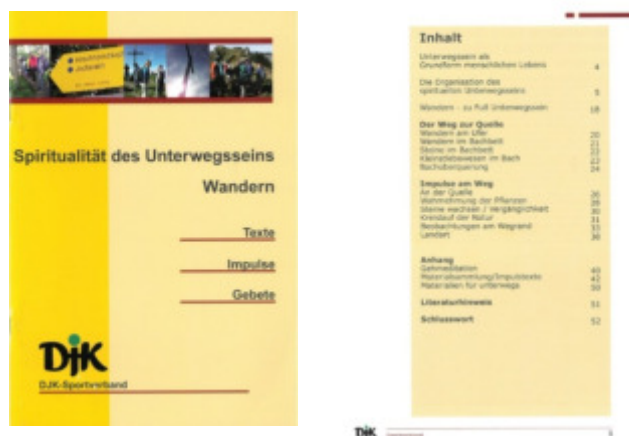 Spiritualität des Unterwegsseins
Wandern
Texte
Impulse
Gebete
DJK
DJK-Sportverband
Inhalt
Unterwegssein als
Grundform menschlichen Lebens 4
Die Organisation des
spirituellen Unterwegsseins 5
Wandern - zu Fuß Unterwegssein 18
Der Weg zur Quelle
Wandern am Ufer 20
Wandern im Bachbett 21
Steine im Bachbett 22
Kleinstlebewesen im Bach 23
Bachüberquerung 24
Impulse am Weg
An der Quelle 26
Wahrnehmung der Pflanzen 28
Steine wachsen / Vergänglichkeit 30
Kreislauf der Natur 31
Beobachtungen am Wegrand 33
Landart 38
Anhang
Gehmeditation 40
Materialsammlung/Impulstexte 42
Materialien für unterwegs 50
Literaturhinweis 51
Schlusswort 52
DJK